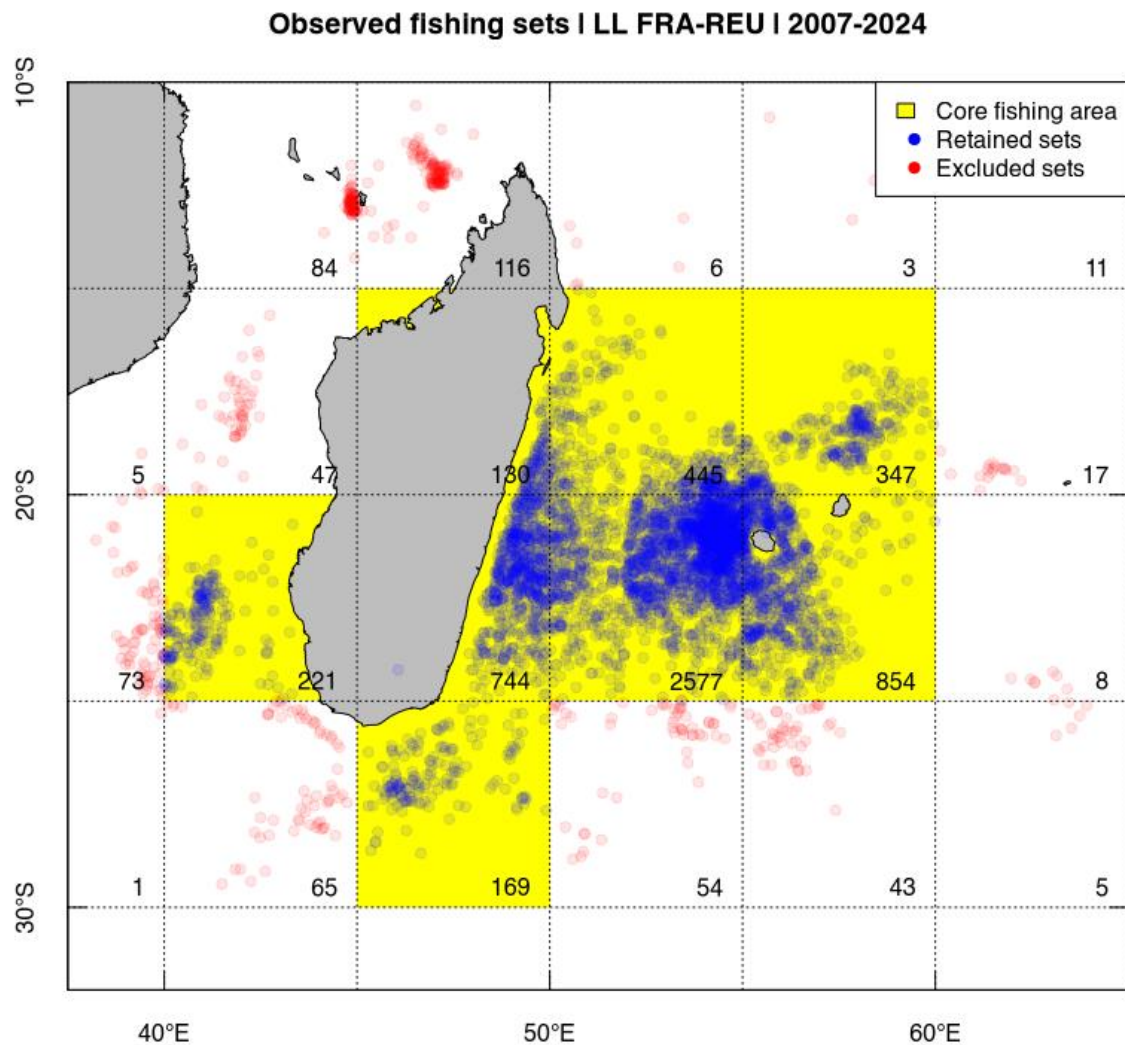 Observed fishing sets | LL FRA-REU | 2007-2024
10°S
Core fishing area
Retained sets
Excluded sets
84 116 6 3 11
20°S
5 47 130 445 347 17
73 221 744 2577 854 8
30°S
1 65 169 54 43 5
40°E 50°E 60°E